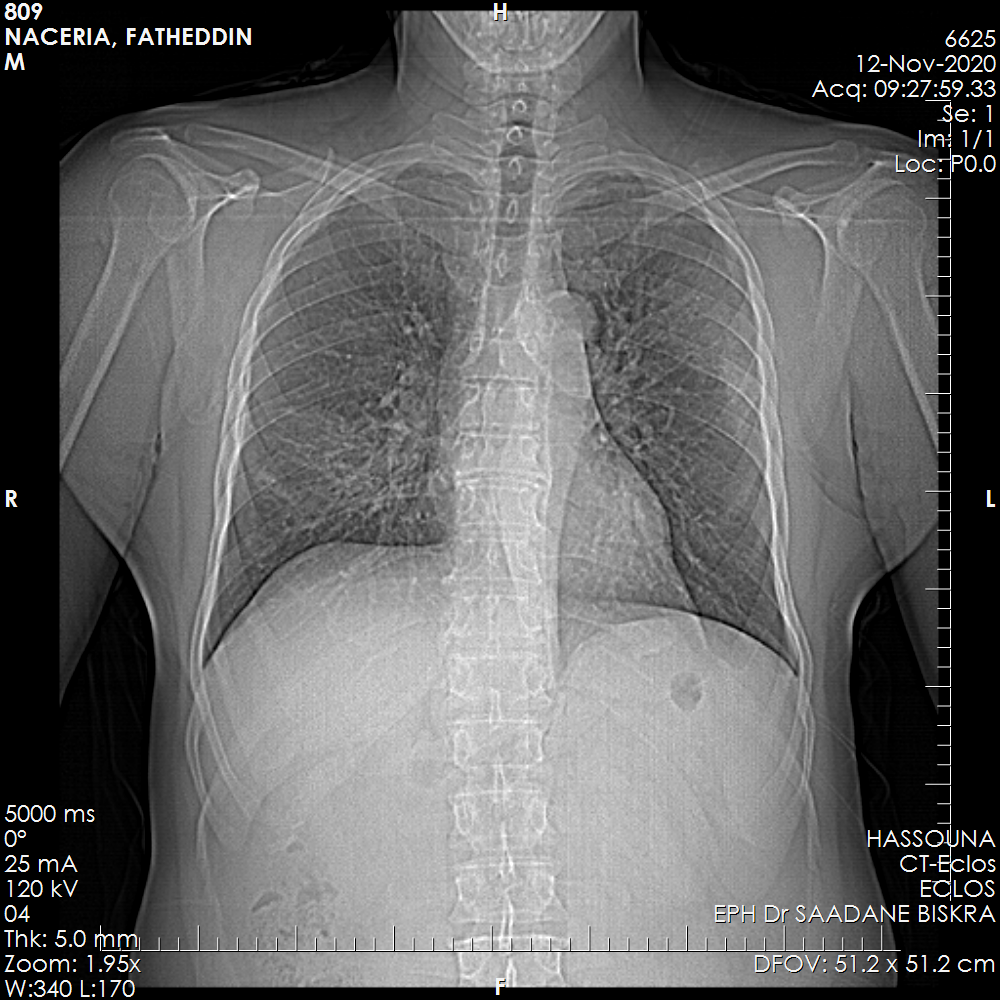 809
NACERIA, FATHEDDIN
M
H
6625
12-Nov-2020
Acq: 09:27:59.33
Se: 1
Im: 1/1
Loc: P0.0
R
L
5000 ms
0°
25 mA
120 kV
04
Thk: 5.0 mm
Zoom: 1.95x
W:340 L:170
F
HASSOUNA
CT-Eclos
ECLOS
EPH Dr SAADANE BISKRA
DFOV: 51.2 x 51.2 cm